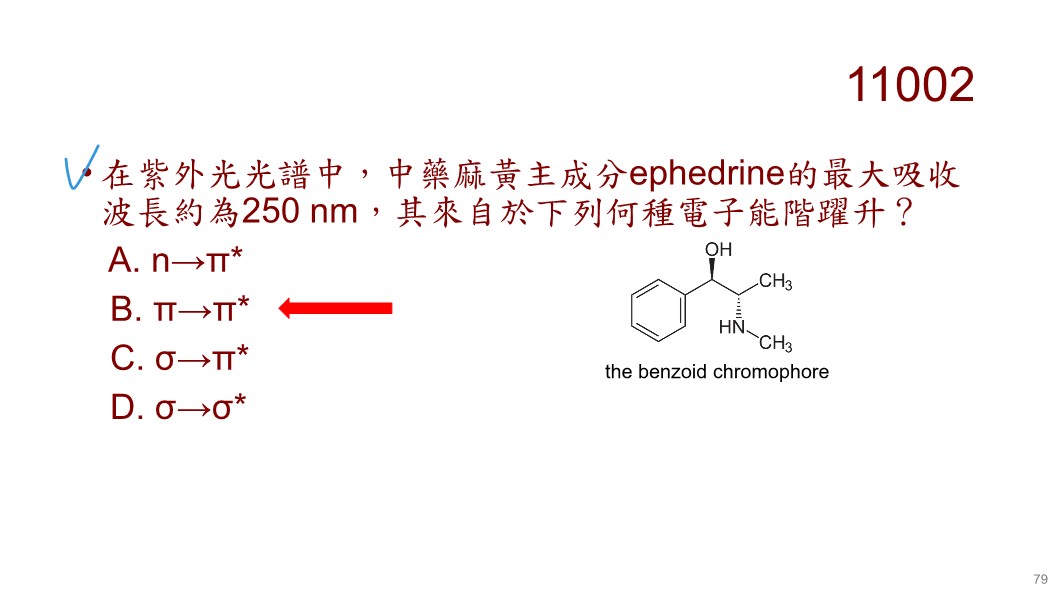 11002
• 在紫外光光譜中，中藥麻黃主成分ephedrine的最大吸收
波長約為250 nm，其來自於下列何種電子能階躍升？
A. n→π*
B. π→π*
C. σ→π*
D. σ→σ*
OH
CH3
HN
CH3
the benzoid chromophore
79